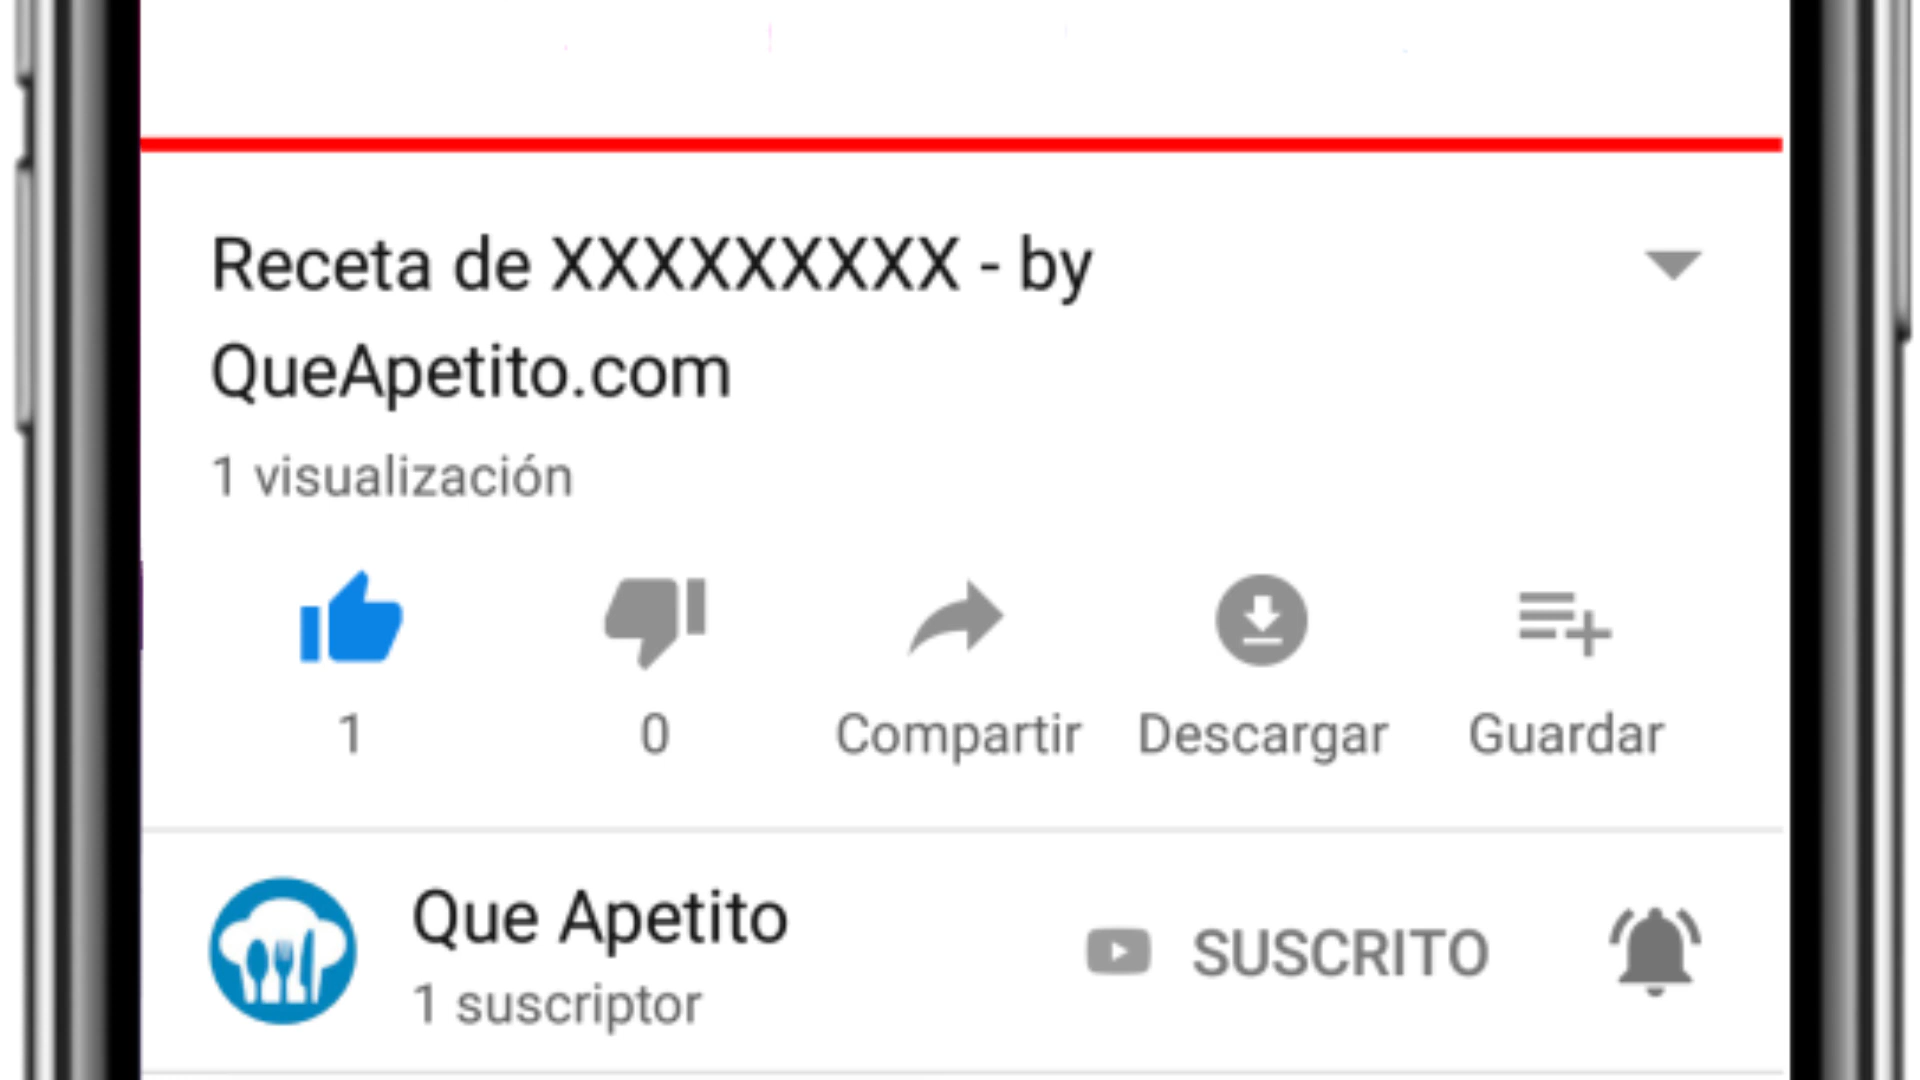 Receta de XXXXXXXXX - by
QueApetito.com
1 visualización
1
0
Compartir
Descargar
Guardar
Que Apetito
1 suscriptor
SUSCRITO